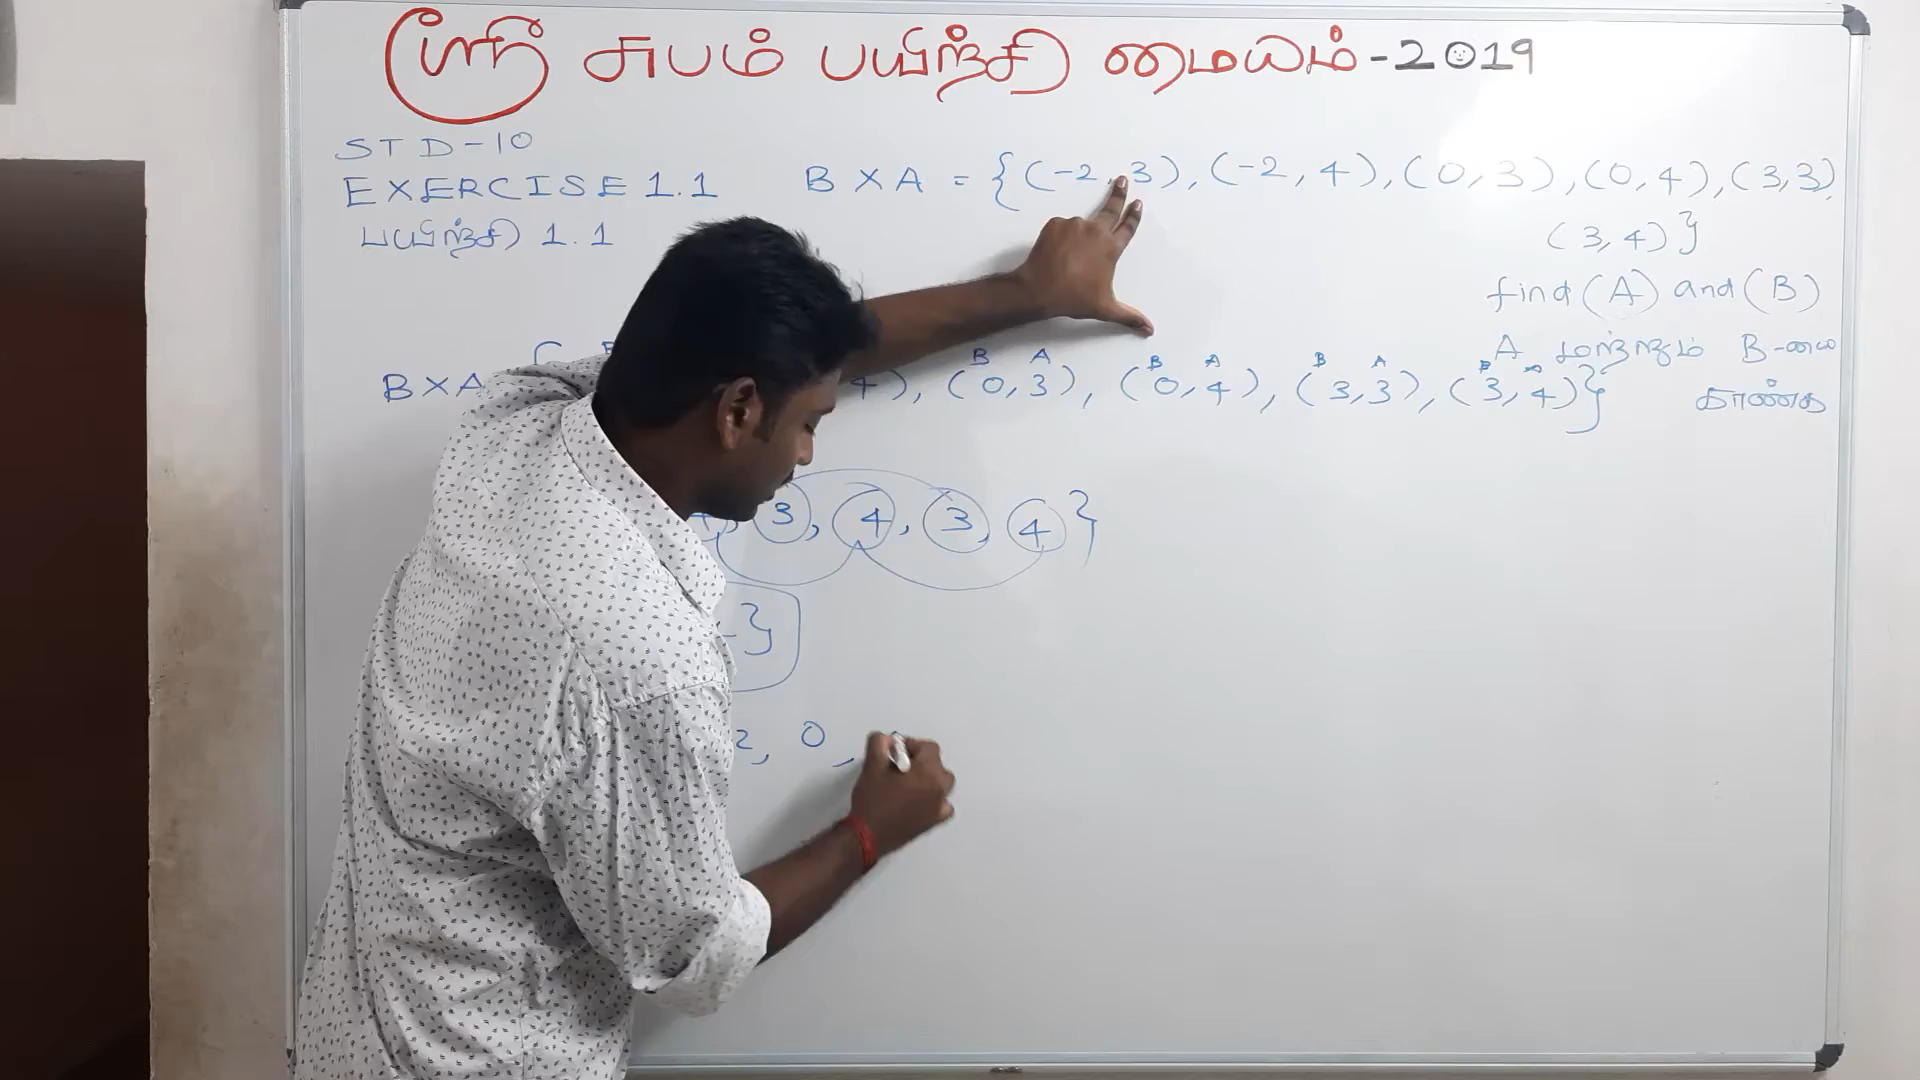 ஸ்ரீ சுபம் பயிற்சி மையம் - 2019
STD-10
EXERCISE 1.1
பயிற்சி 1.1
B X A = {(-2, 3), (-2, 4), (0, 3), (0, 4), (3, 3),
(3, 4)}
find (A) and (B)
A மற்றும் B-யை
காண்க
B A B A B A B A
B X A 4), (0, 3), (0, 4), (3, 3), (3, 4)}
4, 3, 4, 3, 4 }
}
2, 0,